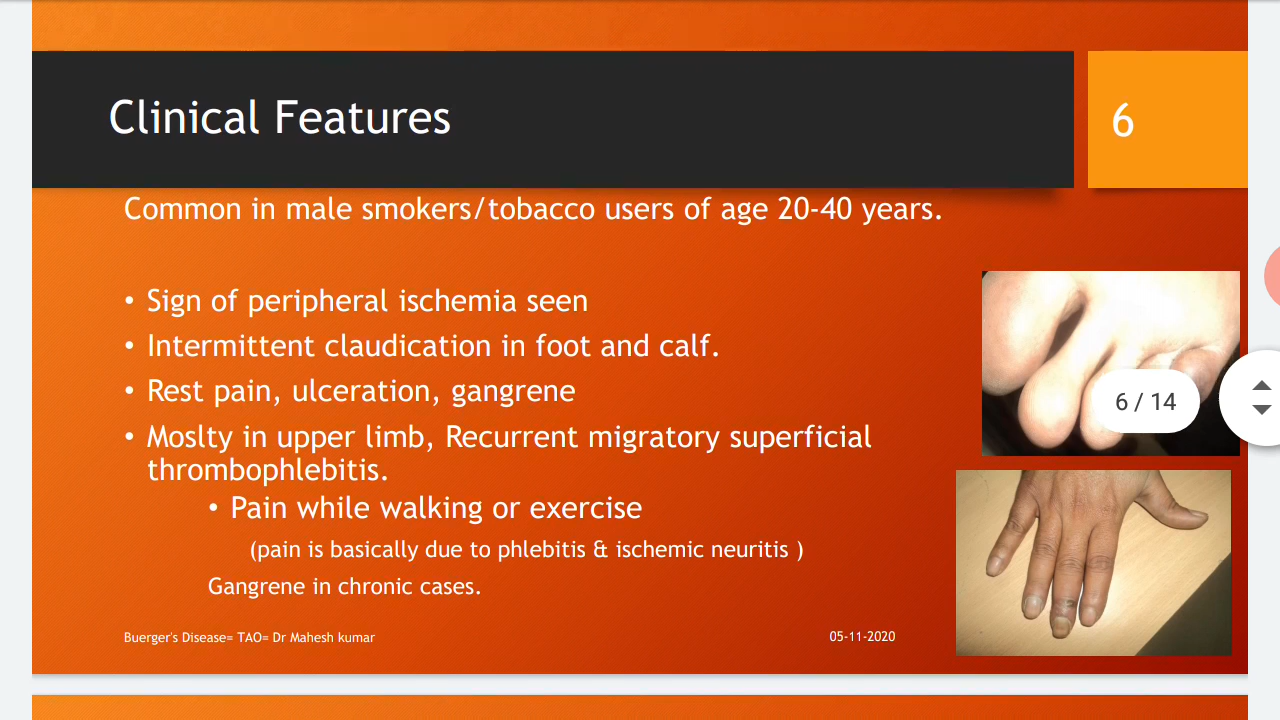 Clinical Features
6
Common in male smokers/tobacco users of age 20-40 years.
• Sign of peripheral ischemia seen
• Intermittent claudication in foot and calf.
• Rest pain, ulceration, gangrene
• Moslty in upper limb, Recurrent migratory superficial
thrombophlebitis.
• Pain while walking or exercise
(pain is basically due to phlebitis & ischemic neuritis )
Gangrene in chronic cases.
6 / 14
Buerger's Disease= TAO= Dr Mahesh kumar
05-11-2020